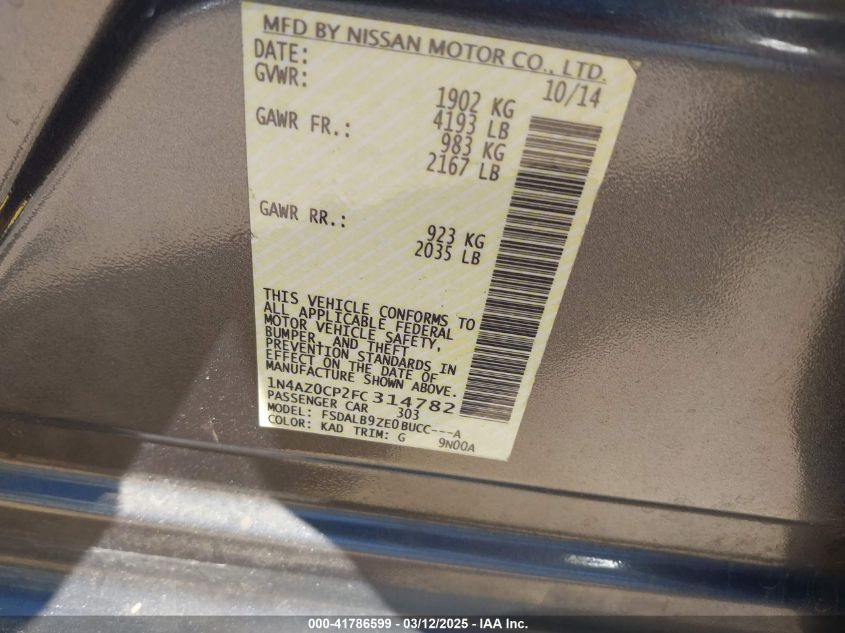 MFD BY NISSAN MOTOR CO., LTD.
DATE: 10/14
GVWR: 1902 KG
4193 LB
GAWR FR.: 983 KG
2167 LB
GAWR RR.: 923 KG
2035 LB
THIS VEHICLE CONFORMS TO
ALL APPLICABLE FEDERAL
MOTOR VEHICLE SAFETY,
BUMPER, AND THEFT
PREVENTION STANDARDS IN
EFFECT ON THE DATE OF
MANUFACTURE SHOWN ABOVE.
1N4AZ0CP2FC314782
PASSENGER CAR 303
MODEL: FSDALB9ZE0BUCC---A
COLOR: KAD TRIM: G 9N00A
000-41786599 - 03/12/2025 - IAA Inc.